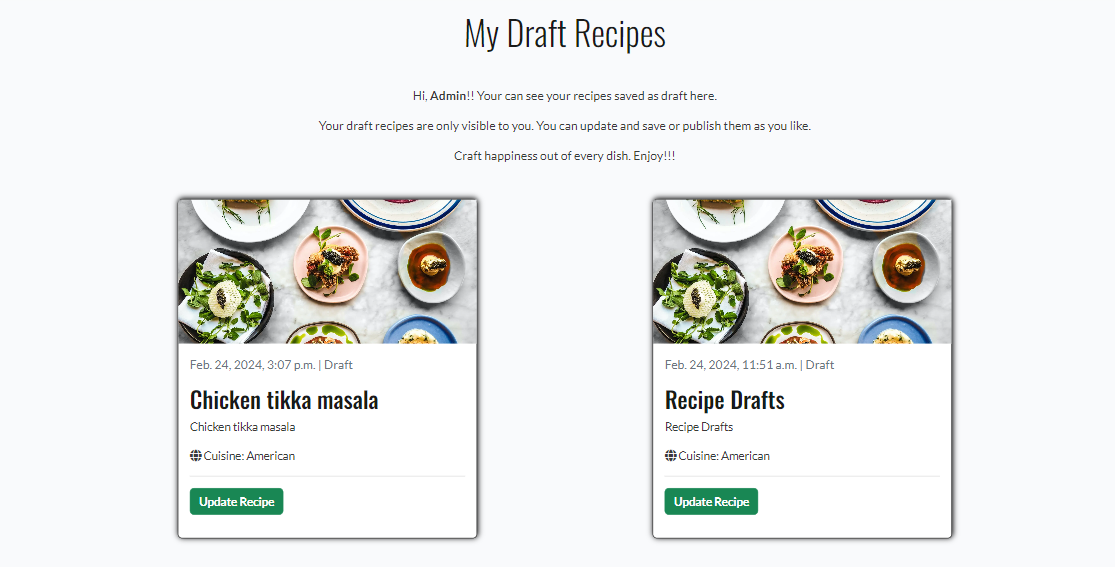 My Draft Recipes
Hi, Admin!! Your can see your recipes saved as draft here.
Your draft recipes are only visible to you. You can update and save or publish them as you like.
Craft happiness out of every dish. Enjoy!!!
Feb. 24, 2024, 3:07 p.m. | Draft
Chicken tikka masala
Chicken tikka masala
Cuisine: American
Update Recipe
Feb. 24, 2024, 11:51 a.m. | Draft
Recipe Drafts
Recipe Drafts
Cuisine: American
Update Recipe